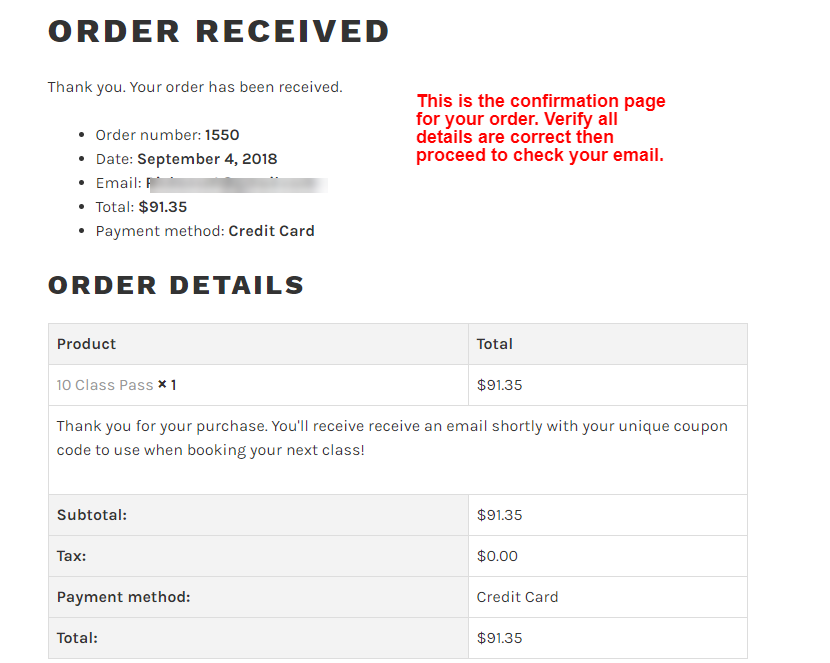 ORDER RECEIVED
Thank you. Your order has been received.
This is the confirmation page
for your order. Verify all
details are correct then
proceed to check your email.
• Order number: 1550
• Date: September 4, 2018
• Email:
• Total: $91.35
• Payment method: Credit Card
ORDER DETAILS
Product Total
10 Class Pass × 1 $91.35
Thank you for your purchase. You'll receive receive an email shortly with your unique coupon
code to use when booking your next class!
Subtotal: $91.35
Tax: $0.00
Payment method: Credit Card
Total: $91.35